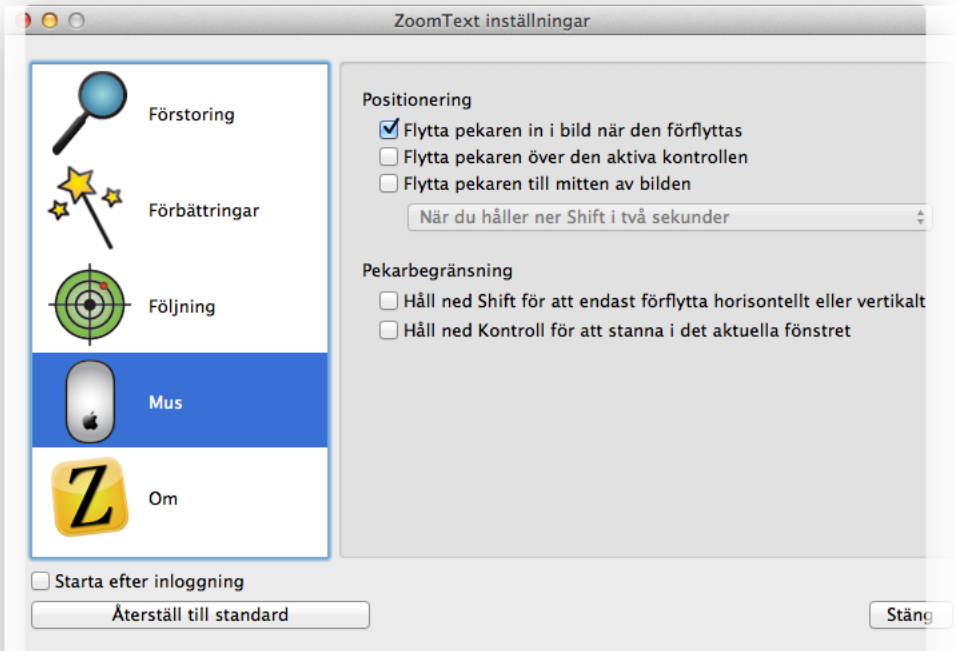 ZoomText inställningar
Förstoring
Förbättringar
Följning
Mus
Z
Om
Positionering
Flytta pekaren in i bild när den förflyttas
Flytta pekaren över den aktiva kontrollen
Flytta pekaren till mitten av bilden
När du håller ner Shift i två sekunder
Pekarbegränsning
Håll ned Shift för att endast förflytta horisontellt eller vertikalt
Håll ned Kontroll för att stanna i det aktuella fönstret
Starta efter inloggning
Återställ till standard
Stäng